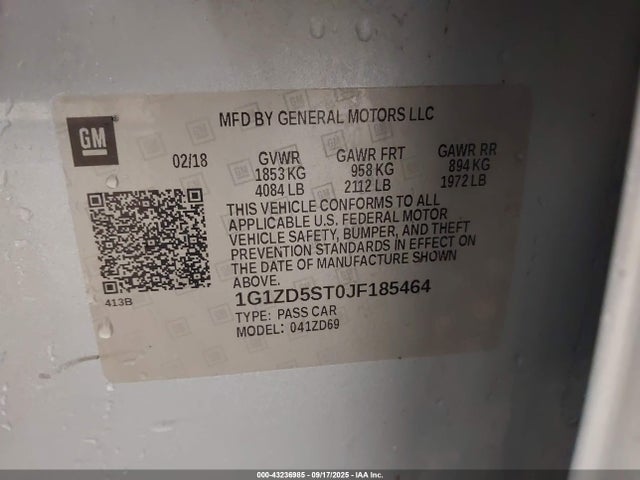 GM
MFD BY GENERAL MOTORS LLC
02/18 GVWR GAWR FRT GAWR RR
1853 KG 958 KG 894 KG
4084 LB 2112 LB 1972 LB
THIS VEHICLE CONFORMS TO ALL
APPLICABLE U.S. FEDERAL MOTOR
VEHICLE SAFETY, BUMPER, AND THEFT
PREVENTION STANDARDS IN EFFECT ON
THE DATE OF MANUFACTURE SHOWN
ABOVE.
413B
1G1ZD5ST0JF185464
TYPE: PASS CAR
MODEL: 041ZD69
000-43236985 - 09/17/2025 - IAA Inc.